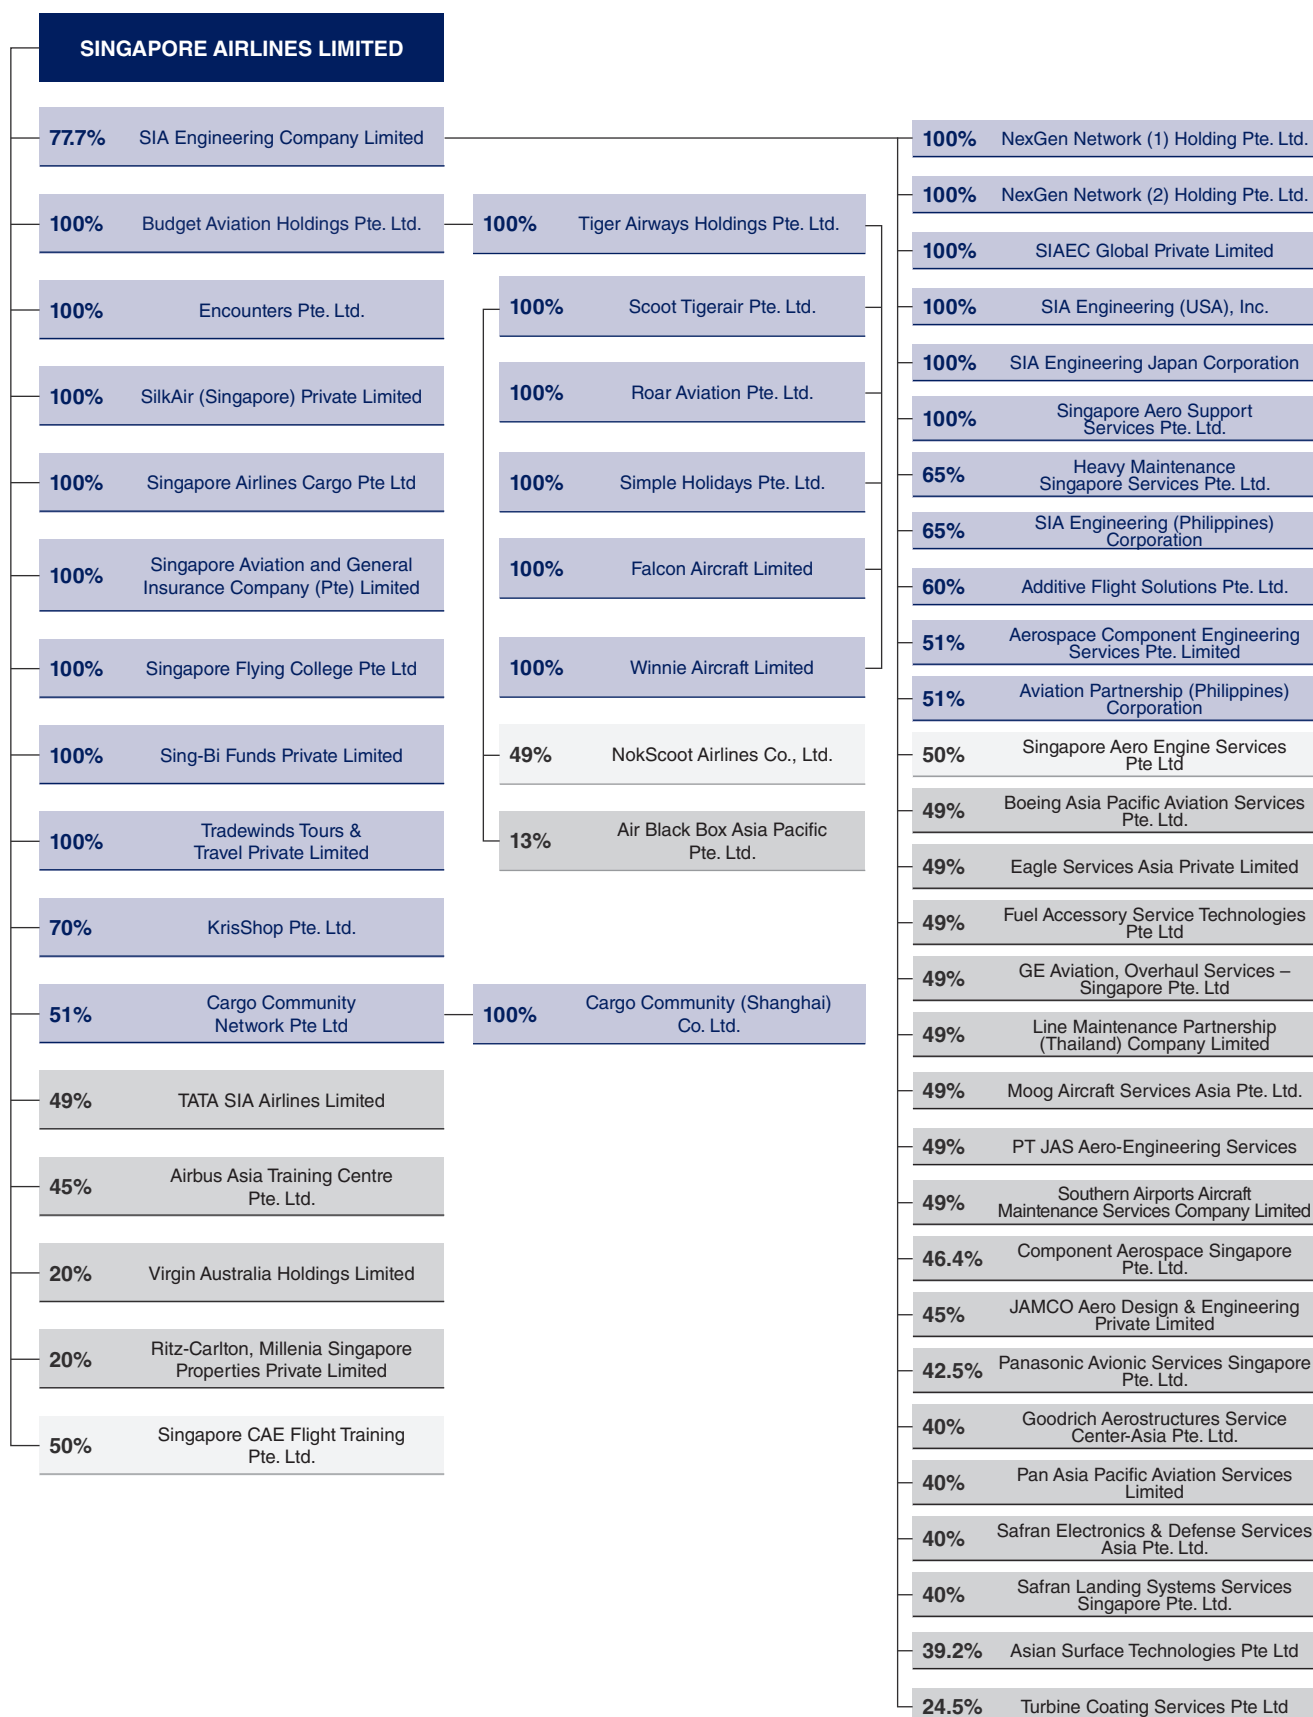 SINGAPORE AIRLINES LIMITED
77.7% SIA Engineering Company Limited
100% Budget Aviation Holdings Pte. Ltd.
100% Encounters Pte. Ltd.
100% SilkAir (Singapore) Private Limited
100% Singapore Airlines Cargo Pte Ltd
100% Singapore Aviation and General
Insurance Company (Pte) Limited
100% Singapore Flying College Pte Ltd
100% Sing-Bi Funds Private Limited
100% Tradewinds Tours &
Travel Private Limited
70% KrisShop Pte. Ltd.
51% Cargo Community
Network Pte Ltd
49% TATA SIA Airlines Limited
45% Airbus Asia Training Centre
Pte. Ltd.
20% Virgin Australia Holdings Limited
20% Ritz-Carlton, Millenia Singapore
Properties Private Limited
50% Singapore CAE Flight Training
Pte. Ltd.
100% Tiger Airways Holdings Pte. Ltd.
100% Scoot Tigerair Pte. Ltd.
100% Roar Aviation Pte. Ltd.
100% Simple Holidays Pte. Ltd.
100% Falcon Aircraft Limited
100% Winnie Aircraft Limited
49% NokScoot Airlines Co., Ltd.
13% Air Black Box Asia Pacific
Pte. Ltd.
100% Cargo Community (Shanghai)
Co. Ltd.
100% NexGen Network (1) Holding Pte. Ltd.
100% NexGen Network (2) Holding Pte. Ltd.
100% SIAEC Global Private Limited
100% SIA Engineering (USA), Inc.
100% SIA Engineering Japan Corporation
100% Singapore Aero Support
Services Pte. Ltd.
65% Heavy Maintenance
Singapore Services Pte. Ltd.
65% SIA Engineering (Philippines)
Corporation
60% Additive Flight Solutions Pte. Ltd.
51% Aerospace Component Engineering
Services Pte. Limited
51% Aviation Partnership (Philippines)
Corporation
50% Singapore Aero Engine Services
Pte Ltd
49% Boeing Asia Pacific Aviation Services
Pte. Ltd.
49% Eagle Services Asia Private Limited
49% Fuel Accessory Service Technologies
Pte Ltd
49% GE Aviation, Overhaul Services –
Singapore Pte. Ltd
49% Line Maintenance Partnership
(Thailand) Company Limited
49% Moog Aircraft Services Asia Pte. Ltd.
49% PT JAS Aero-Engineering Services
49% Southern Airports Aircraft
Maintenance Services Company Limited
46.4% Component Aerospace Singapore
Pte. Ltd.
45% JAMCO Aero Design & Engineering
Private Limited
42.5% Panasonic Avionic Services Singapore
Pte. Ltd.
40% Goodrich Aerostructures Service
Center-Asia Pte. Ltd.
40% Pan Asia Pacific Aviation Services
Limited
40% Safran Electronics & Defense Services
Asia Pte. Ltd.
40% Safran Landing Systems Services
Singapore Pte. Ltd.
39.2% Asian Surface Technologies Pte Ltd
24.5% Turbine Coating Services Pte Ltd